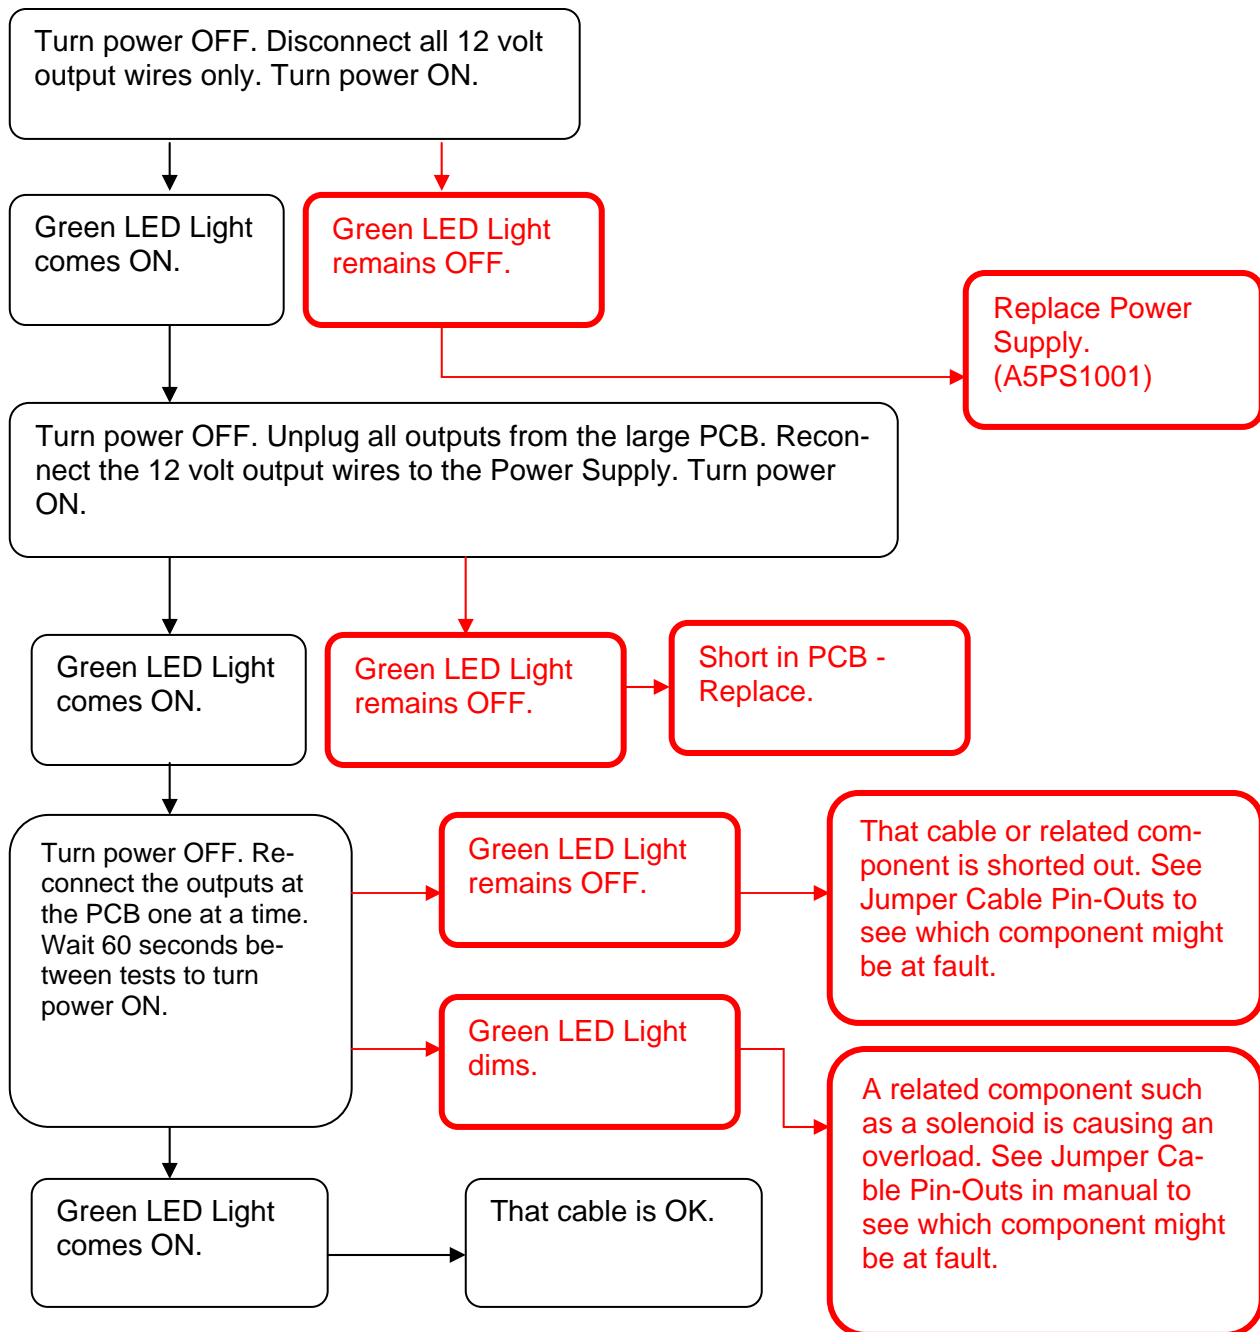 Turn power OFF. Disconnect all 12 volt
output wires only. Turn power ON.
Green LED Light
comes ON.
Green LED Light
remains OFF.
Replace Power
Supply.
(A5PS1001)
Turn power OFF. Unplug all outputs from the large PCB. Recon-
nect the 12 volt output wires to the Power Supply. Turn power
ON.
Green LED Light
comes ON.
Green LED Light
remains OFF.
Short in PCB -
Replace.
Turn power OFF. Re-
connect the outputs at
the PCB one at a time.
Wait 60 seconds be-
tween tests to turn
power ON.
Green LED Light
remains OFF.
That cable or related com-
ponent is shorted out. See
Jumper Cable Pin-Outs to
see which component might
be at fault.
Green LED Light
dims.
A related component such
as a solenoid is causing an
overload. See Jumper Ca-
ble Pin-Outs in manual to
see which component might
be at fault.
Green LED Light
comes ON.
That cable is OK.